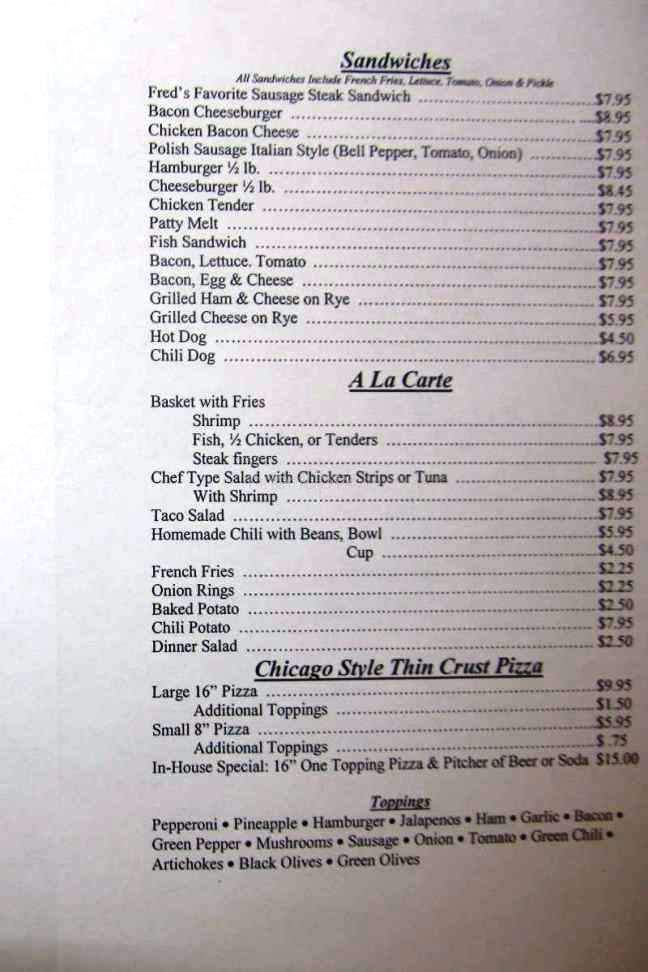 Sandwiches
All Sandwiches Include French Fries, Lettuce, Tomato, Onion & Pickle
Fred's Favorite Sausage Steak Sandwich ........................................ $7.95
Bacon Cheeseburger ........................................ $8.95
Chicken Bacon Cheese ........................................ $7.95
Polish Sausage Italian Style (Bell Pepper, Tomato, Onion) ............. $7.95
Hamburger ½ lb. ........................................ $7.95
Cheeseburger ½ lb. ........................................ $8.45
Chicken Tender ........................................ $7.95
Patty Melt ........................................ $7.95
Fish Sandwich ........................................ $7.95
Bacon, Lettuce. Tomato ........................................ $7.95
Bacon, Egg & Cheese ........................................ $7.95
Grilled Ham & Cheese on Rye ........................................ $7.95
Grilled Cheese on Rye ........................................ $5.95
Hot Dog ........................................ $4.50
Chili Dog ........................................ $6.95
A La Carte
Basket with Fries
Shrimp ........................................ $8.95
Fish, ½ Chicken, or Tenders ........................................ $7.95
Steak fingers ........................................ $7.95
Chef Type Salad with Chicken Strips or Tuna ........................... $7.95
With Shrimp ........................................ $8.95
Taco Salad ........................................ $7.95
Homemade Chili with Beans, Bowl ........................................ $5.95
Cup ........................................ $4.50
French Fries ........................................ $2.25
Onion Rings ........................................ $2.25
Baked Potato ........................................ $2.50
Chili Potato ........................................ $7.95
Dinner Salad ........................................ $2.50
Chicago Style Thin Crust Pizza
Large 16” Pizza ........................................ $9.95
Additional Toppings ........................................ $1.50
Small 8” Pizza ........................................ $5.95
Additional Toppings ........................................ $ .75
In-House Special: 16” One Topping Pizza & Pitcher of Beer or Soda $15.00
Toppings
Pepperoni • Pineapple • Hamburger • Jalapenos • Ham • Garlic • Bacon •
Green Pepper • Mushrooms • Sausage • Onion • Tomato • Green Chili •
Artichokes • Black Olives • Green Olives